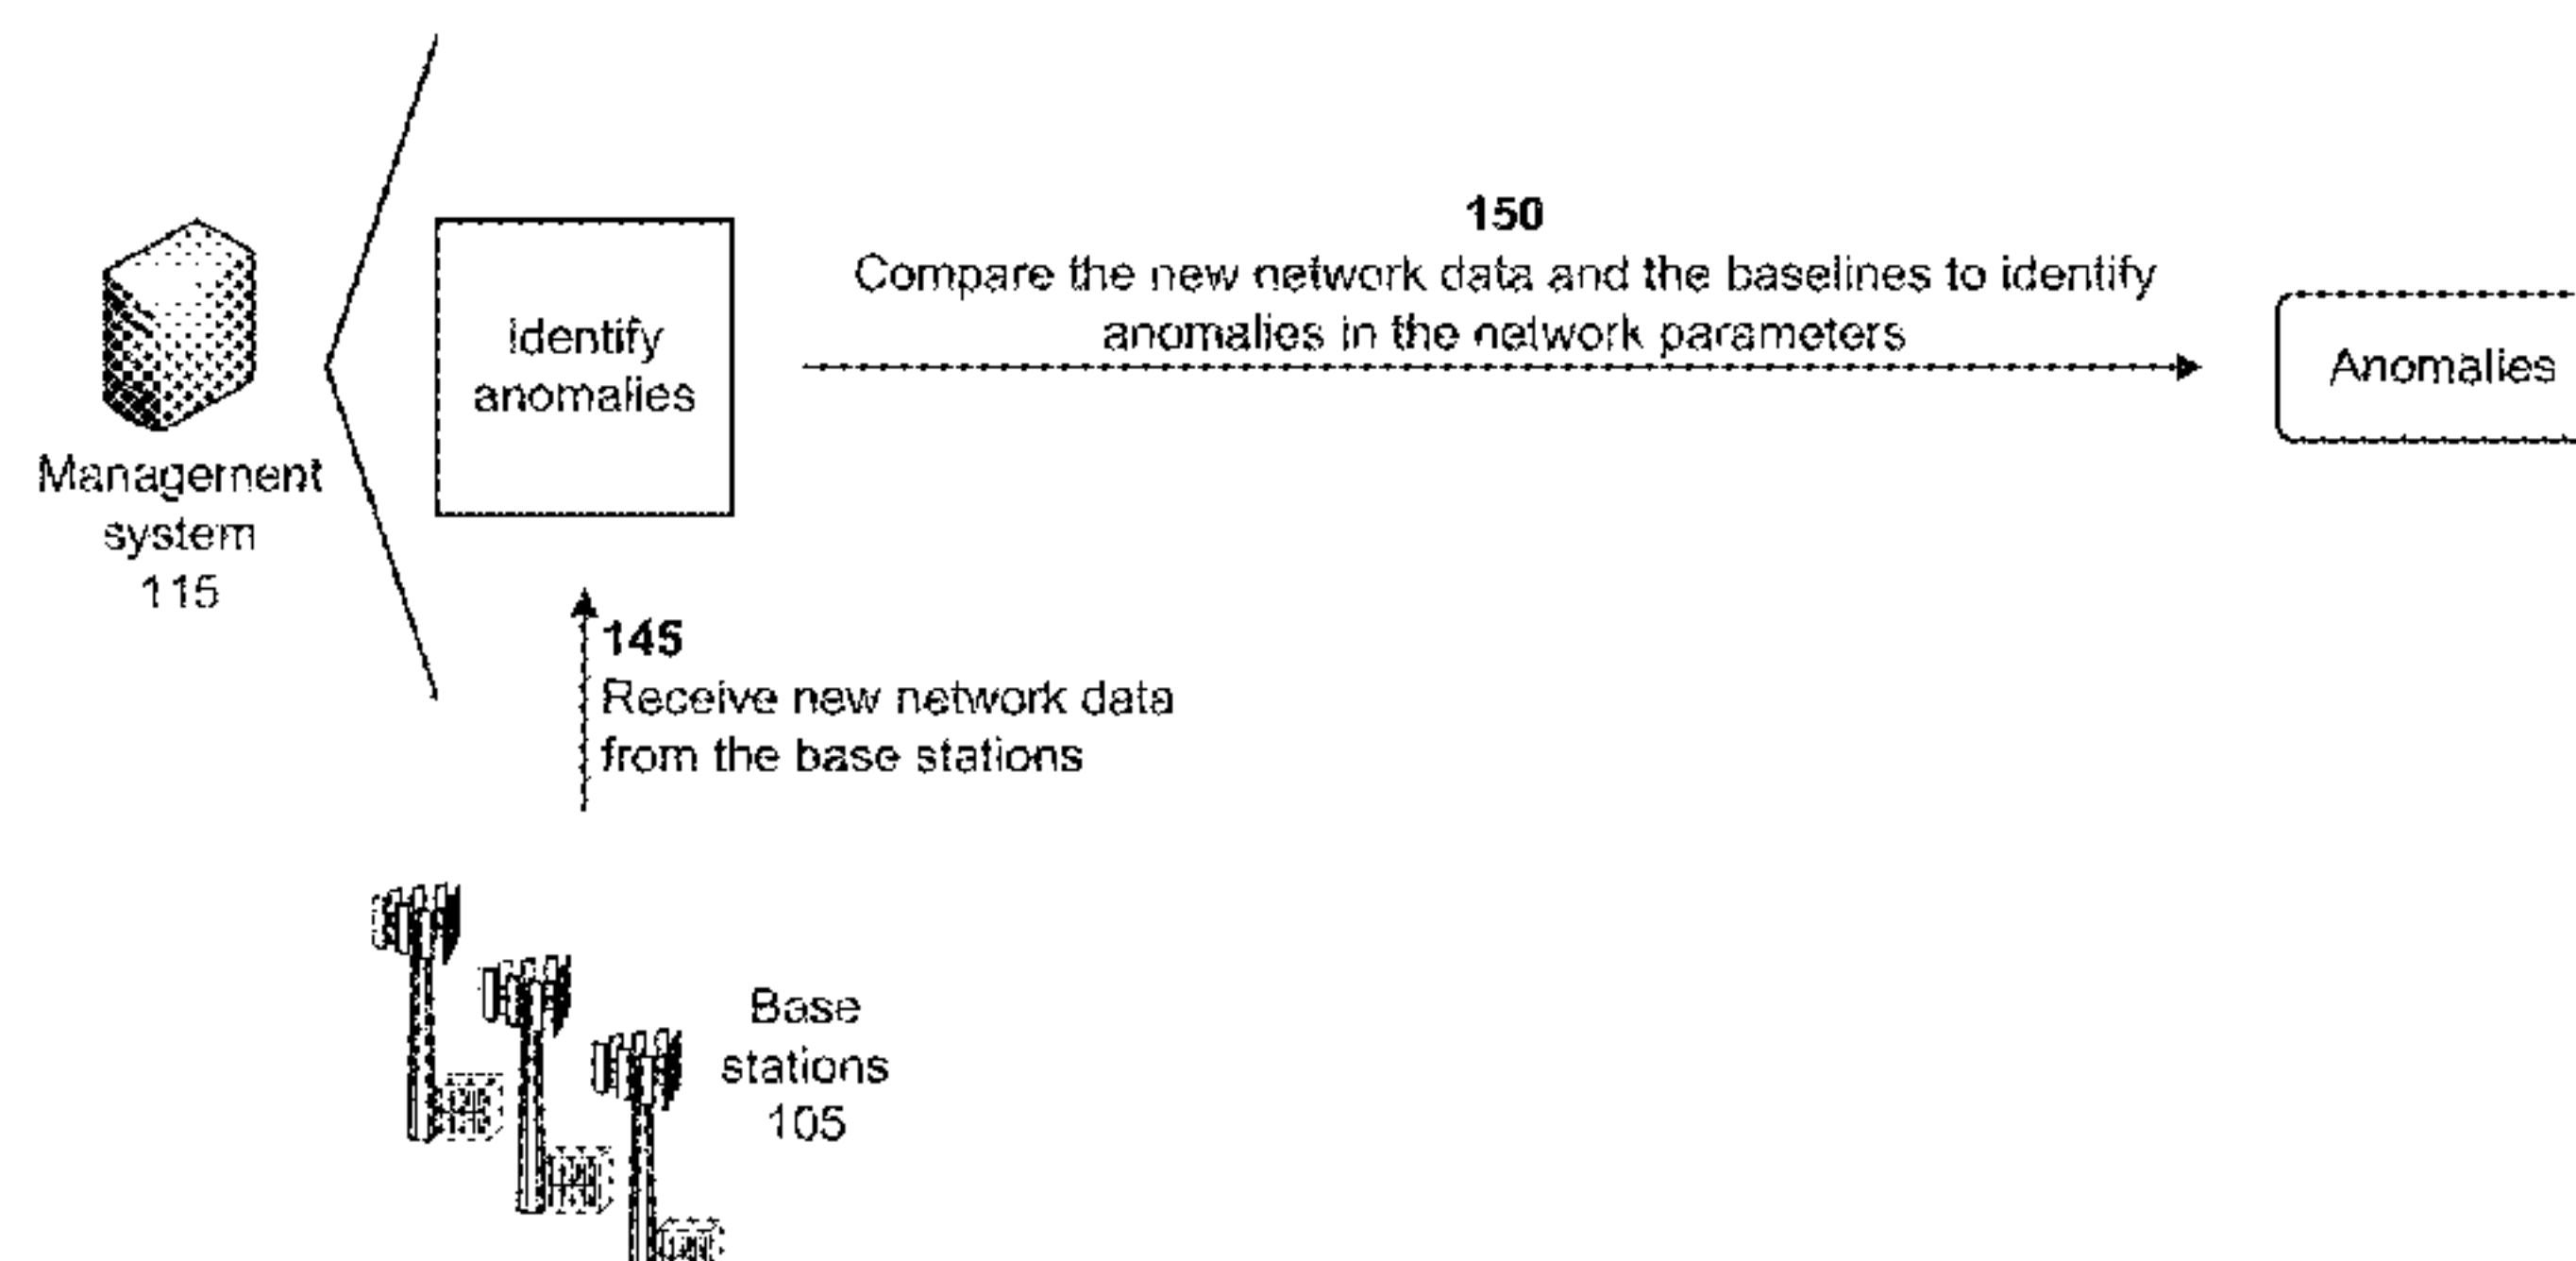 150
Compare the new network data and the baselines to identify
anomalies in the network parameters
Identify
anomalies
Anomalies
Management
system
115
145
Receive new network data
from the base stations
Base
stations
105